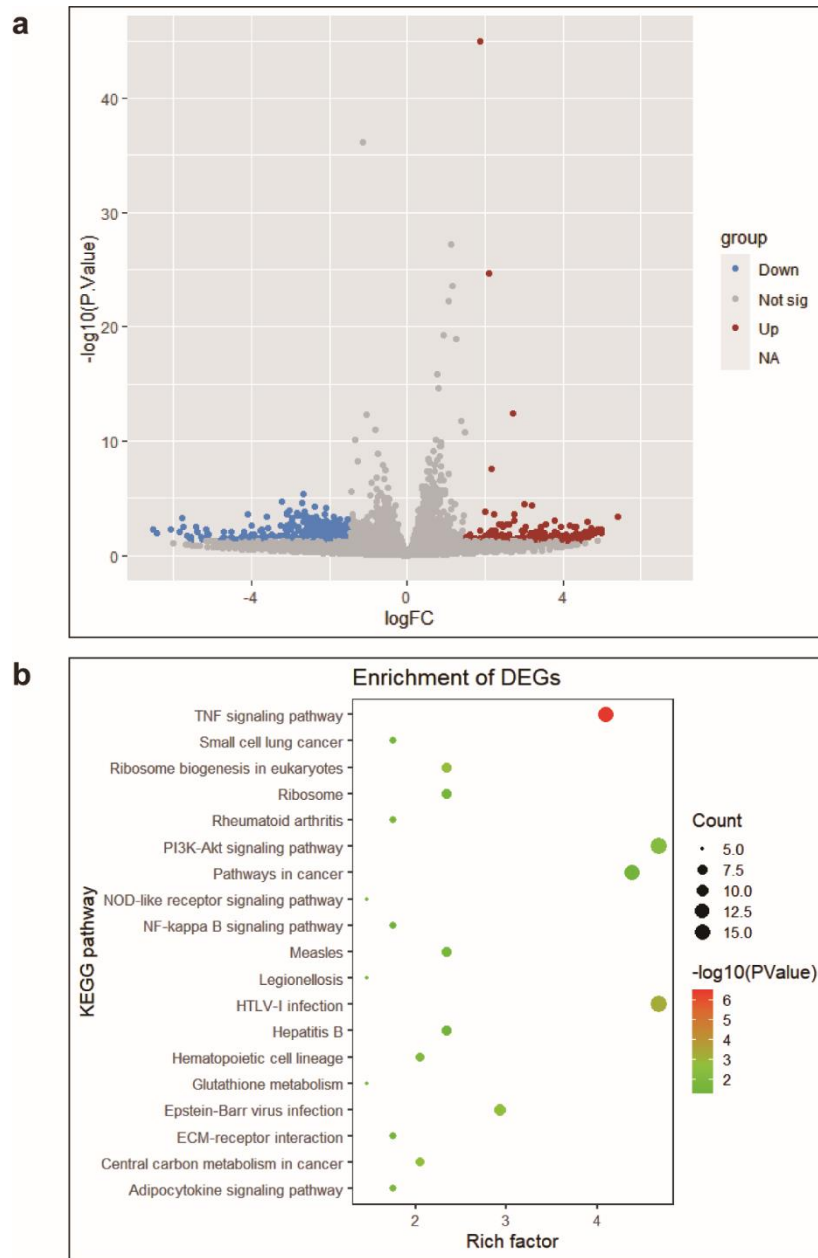 a
40
30
20
10
0
-log10(P.Value)
-4
0
4
logFC
group
Down
Not sig
Up
NA
b
Enrichment of DEGs
KEGG pathway
TNF signaling pathway
Small cell lung cancer
Ribosome biogenesis in eukaryotes
Ribosome
Rheumatoid arthritis
PI3K-Akt signaling pathway
Pathways in cancer
NOD-like receptor signaling pathway
NF-kappa B signaling pathway
Measles
Legionellosis
HTLV-I infection
Hepatitis B
Hematopoietic cell lineage
Glutathione metabolism
Epstein-Barr virus infection
ECM-receptor interaction
Central carbon metabolism in cancer
Adipocytokine signaling pathway
2
3
4
Rich factor
Count
5.0
7.5
10.0
12.5
15.0
-log10(PValue)
6
5
4
3
2